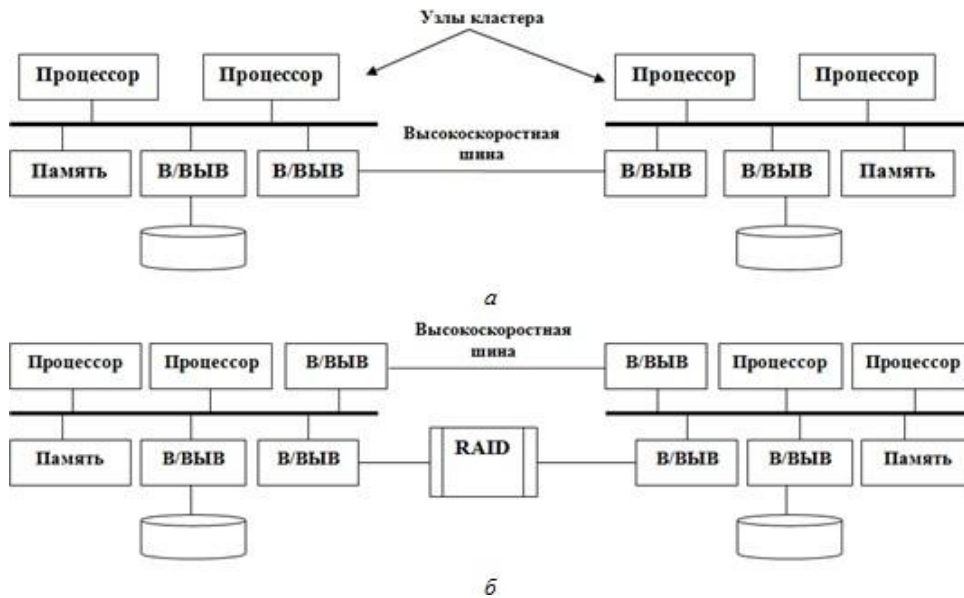 Узлы кластера
Процессор Процессор Процессор Процессор
Высокоскоростная
шина
Память В/ВЫВ В/ВЫВ В/ВЫВ В/ВЫВ Память
а
Высокоскоростная
шина
Процессор Процессор В/ВЫВ В/ВЫВ Процессор Процессор
Память В/ВЫВ В/ВЫВ RAID В/ВЫВ В/ВЫВ Память
б